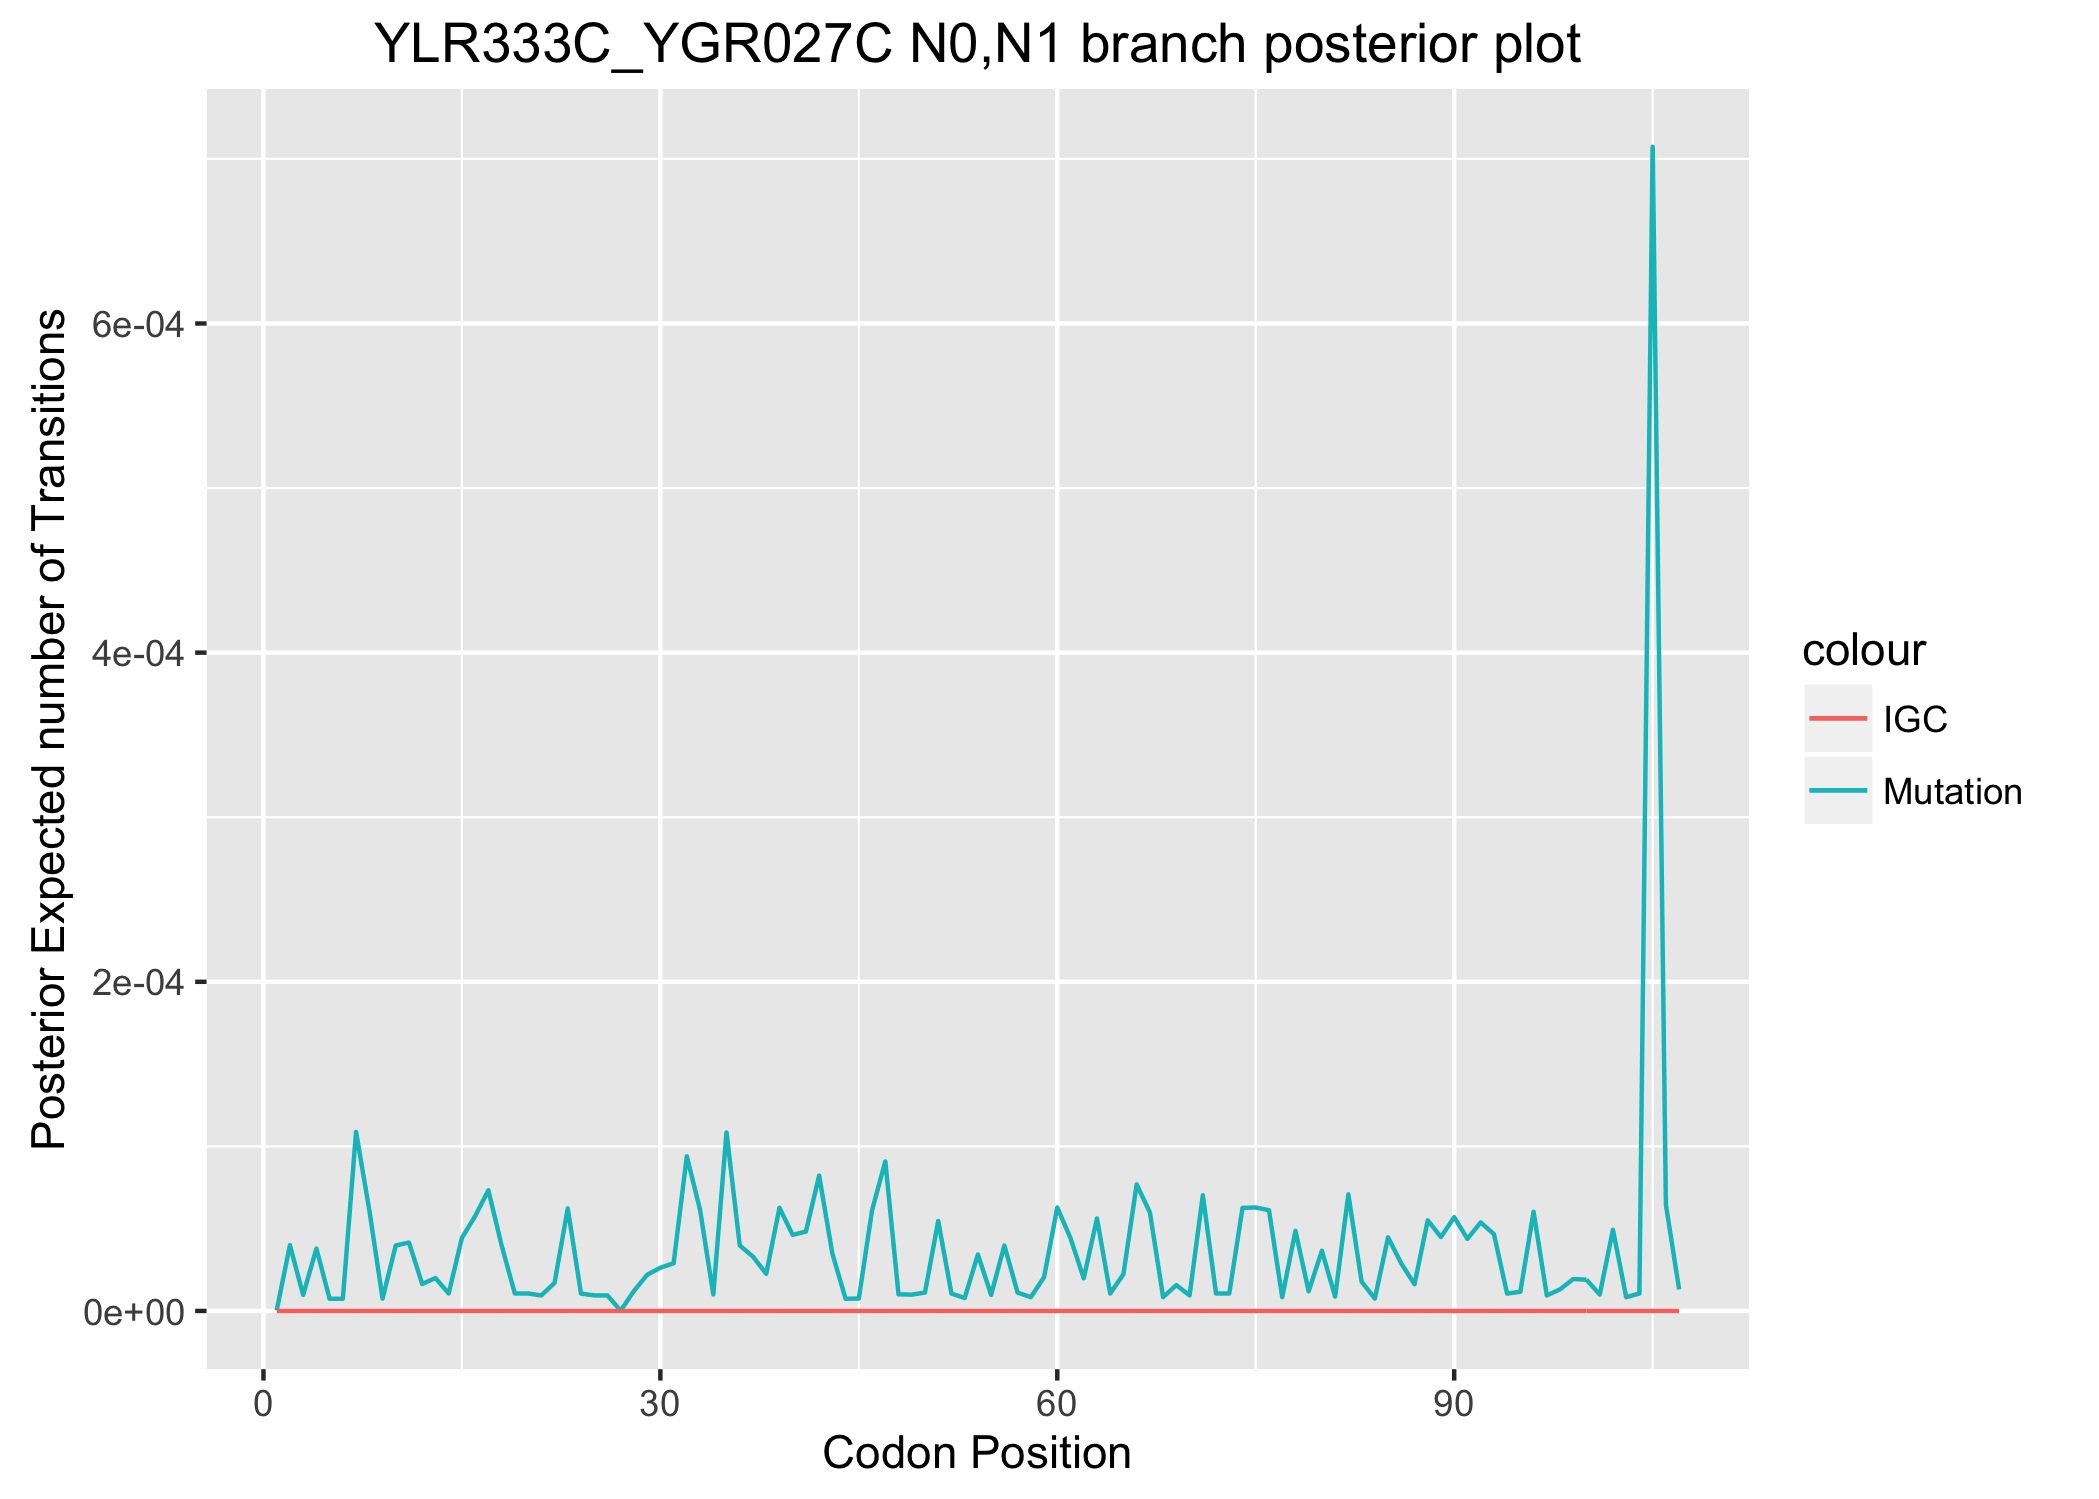 YLR333C_YGR027C N0,N1 branch posterior plot
Posterior Expected number of Transitions
6e-04
4e-04
2e-04
0e+00
0
30
60
90
Codon Position
colour
IGC
Mutation